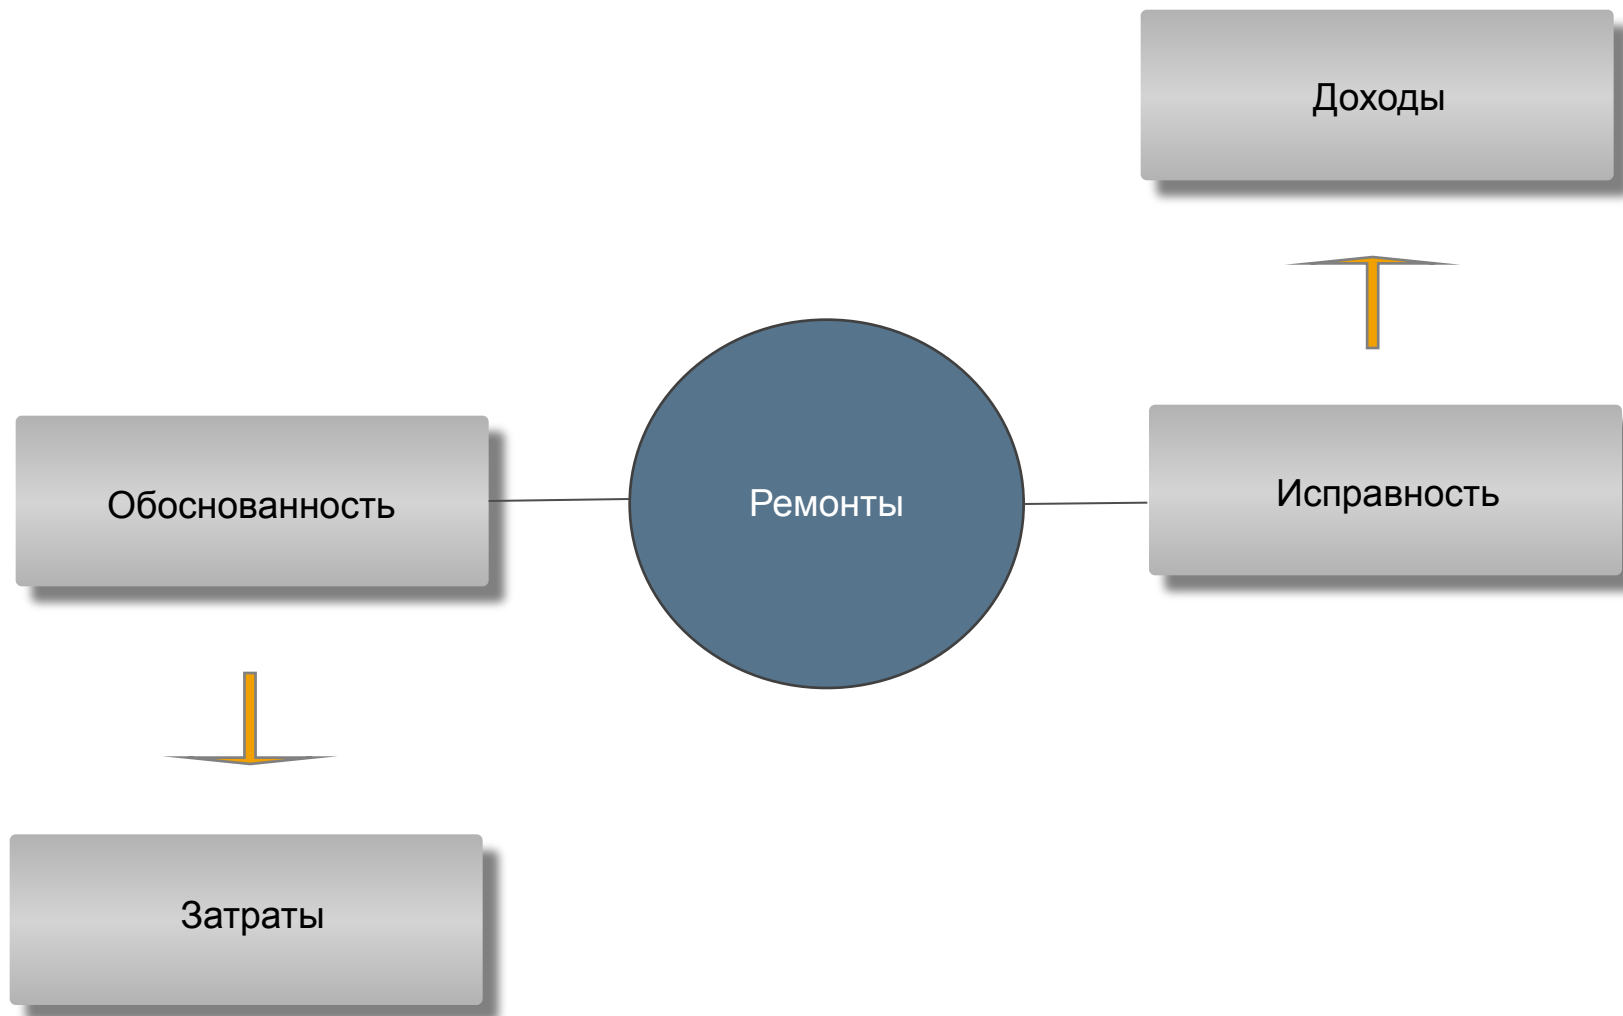 Доходы
Обоснованность
Ремонты
Исправность
Затраты